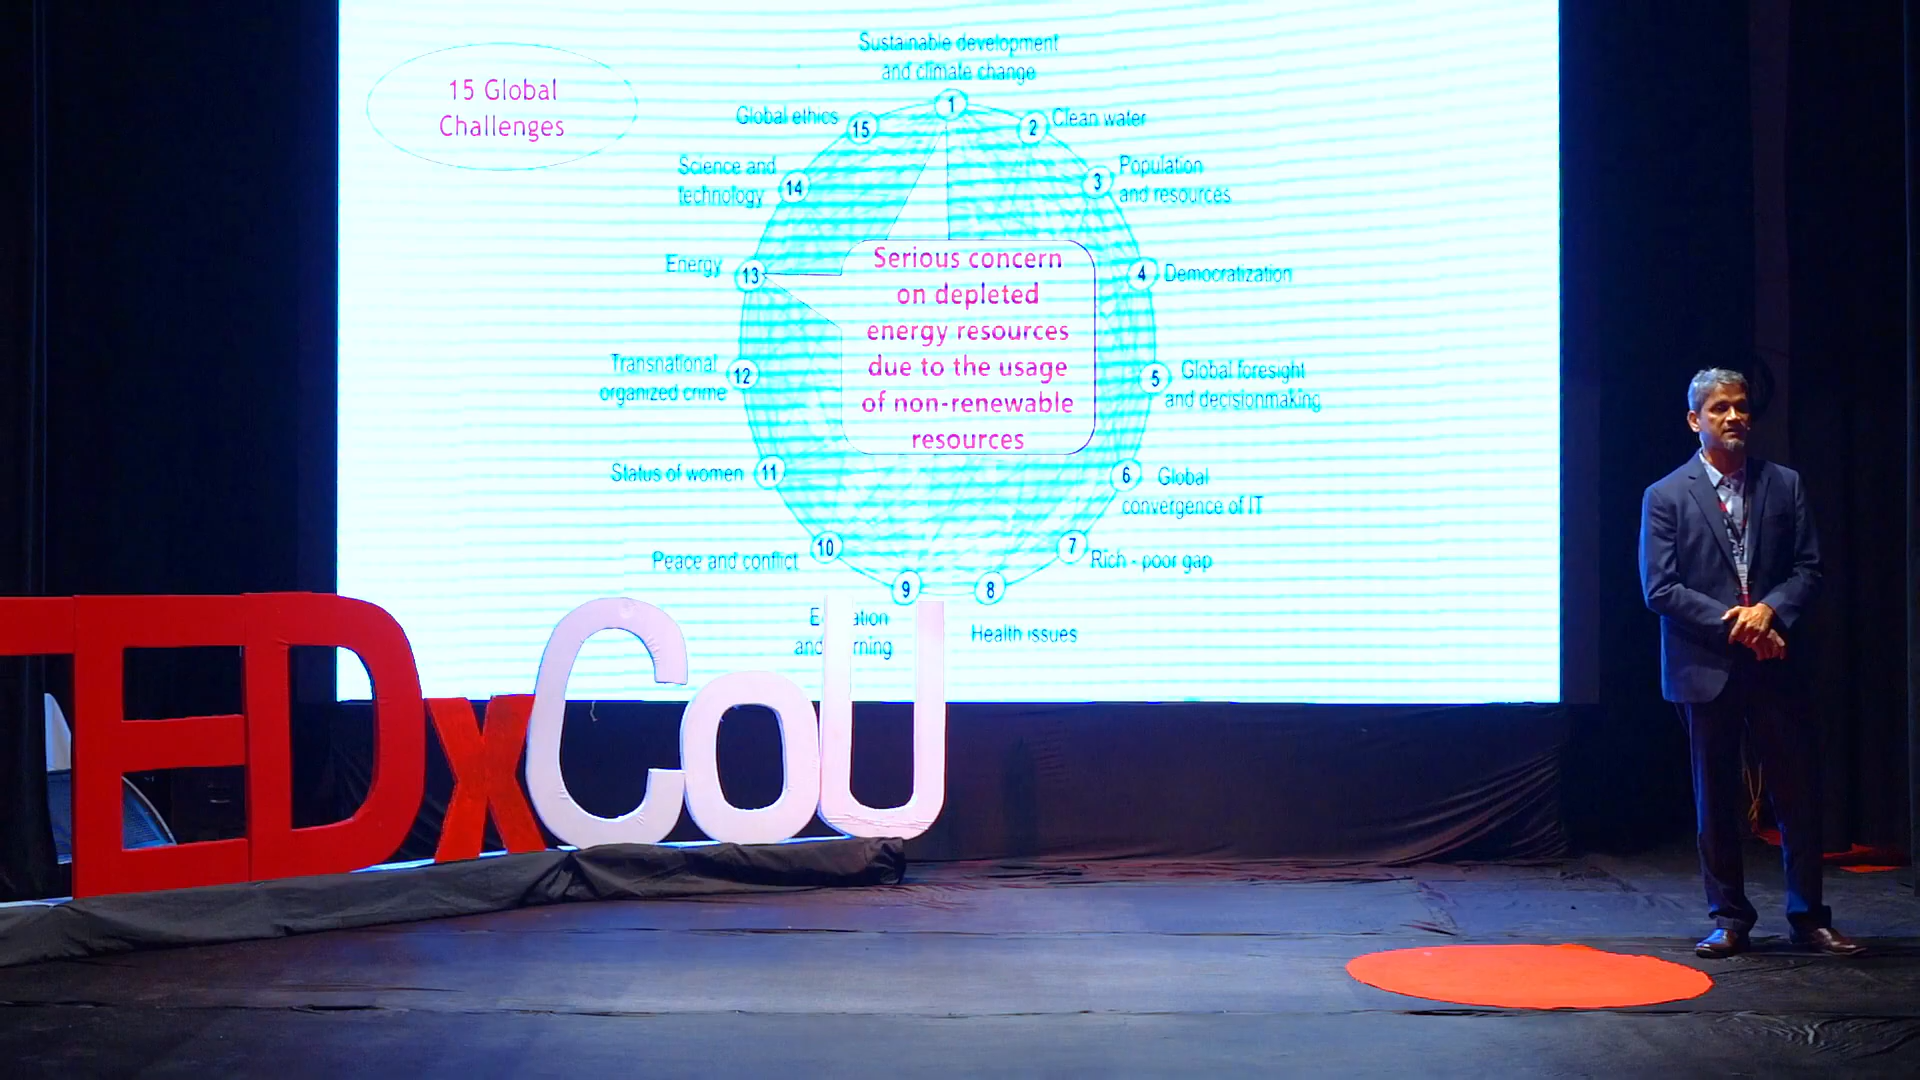 15 Global
Challenges
Sustainable development
and climate change
1
2
Clean water
3
Population
and resources
4
Democratization
5
Global foresight
and decisionmaking
6
Global
convergence of IT
7
Rich - poor gap
8
Health issues
9
and
10
Peace and conflict
11
Status of women
12
Transnational
organized crime
13
Energy
14
Science and
technology
15
Global ethics
Serious concern
on depleted
energy resources
due to the usage
of non-renewable
resources
TEDxCoU